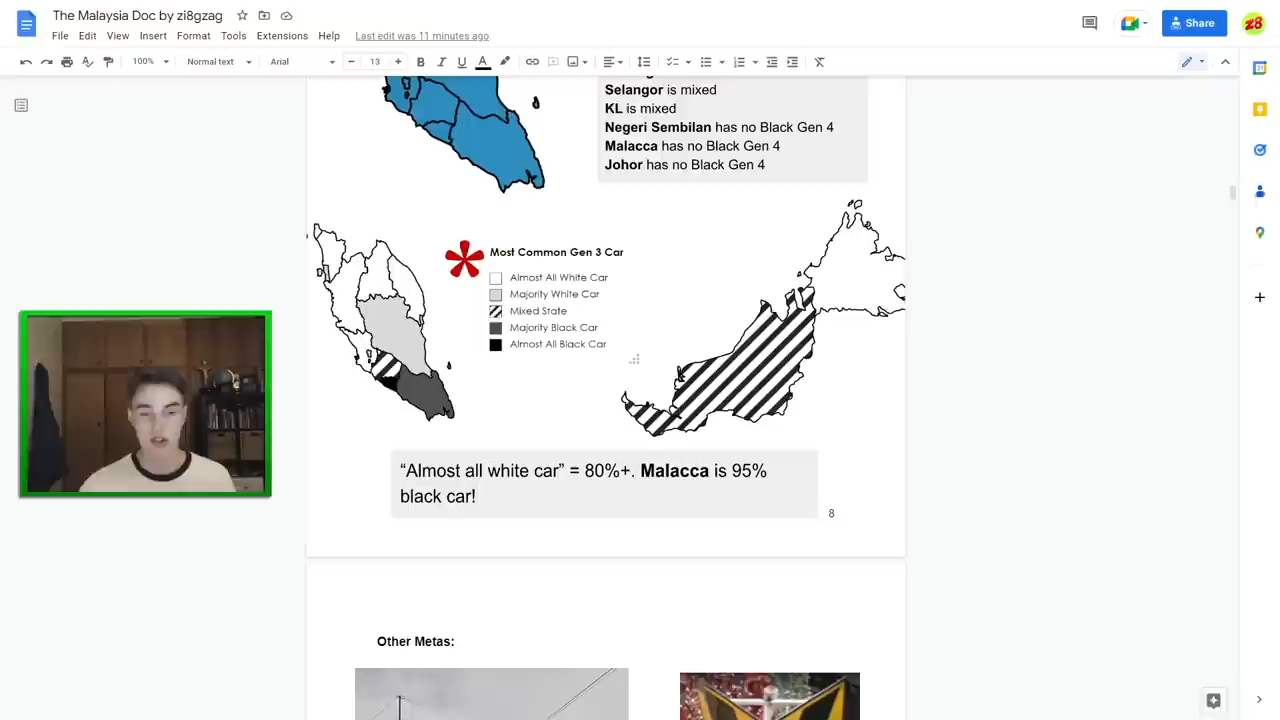 The Malaysia Doc by zi8gzag
File Edit View Insert Format Tools Extensions Help Last edit was 11 minutes ago
Share
z8
100% Normal text Arial 13
Selangor is mixed
KL is mixed
Negeri Sembilan has no Black Gen 4
Malacca has no Black Gen 4
Johor has no Black Gen 4
Most Common Gen 3 Car
Almost All White Car
Majority White Car
Mixed State
Majority Black Car
Almost All Black Car
“Almost all white car” = 80%+. Malacca is 95%
black car!
8
Other Metas: